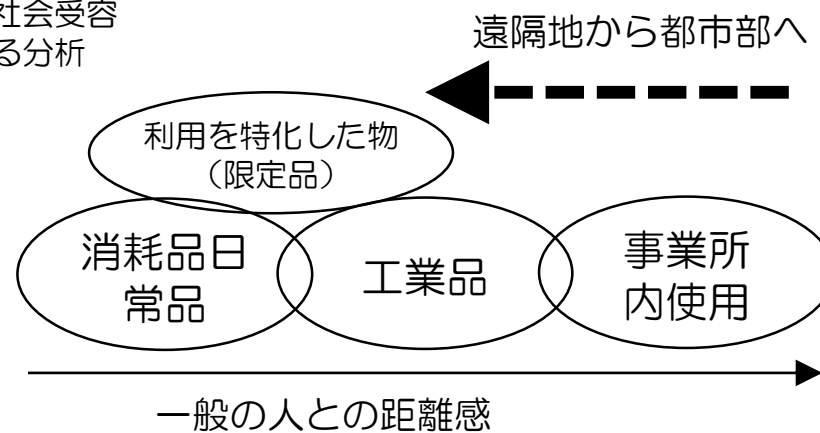 社会受容
る分析
遠隔地から都市部へ
利用を特化した物
（限定品）
消耗品日
常品
工業品
事業所
内使用
一般の人との距離感